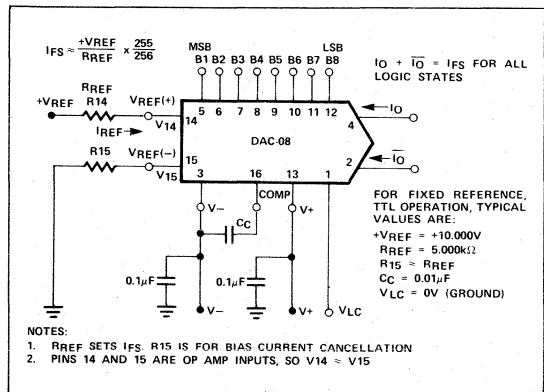 IFS ≈ +VREF / RREF × 255 / 256
MSB LSB
B1 B2 B3 B4 B5 B6 B7 B8
IO + I̅O̅ = IFS FOR ALL
LOGIC STATES
RREF
+VREF R14 VREF(+)
IREF → V14
14 5 6 7 8 9 10 11 12
← IO
4
DAC-08
R15 VREF(−)
V15
15
← I̅O̅
2
3 16 13 1
COMP
V− V+
CC
0.1μF 0.1μF
V− V+ VLC
FOR FIXED REFERENCE,
TTL OPERATION, TYPICAL
VALUES ARE:
+VREF = +10.000V
RREF = 5.000kΩ
R15 ≈ RREF
CC = 0.01μF
VLC = 0V (GROUND)
NOTES:
1. RREF SETS IFS. R15 IS FOR BIAS CURRENT CANCELLATION
2. PINS 14 AND 15 ARE OP AMP INPUTS, SO V14 ≈ V15